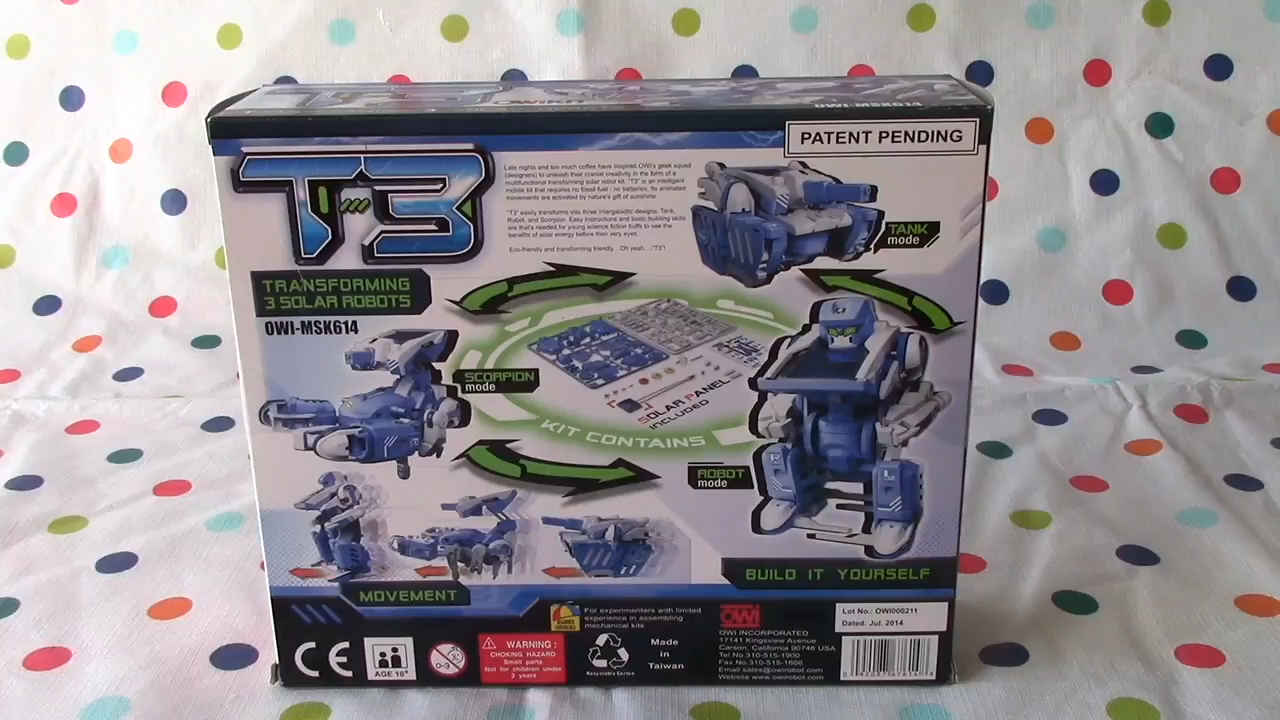 OWIKIT
OWI-MSK614
PATENT PENDING
T3
Late nights and too much coffee have inspired OWI's geek squad
(designers) to unleash their cranial creativity in the form of a
multifunctional transforming solar robot kit. "T3" is an intelligent
mobile kit that requires no fossil fuel - no batteries. Its animated
movements are activated by nature's gift of sunshine
"T3" easily transforms into three intergalactic designs: Tank,
Robot, and Scorpion. Easy instructions and basic building skills
are that's needed for young science fiction buffs to see the
benefits of solar energy before their very eyes.
Eco-friendly and transforming friendly. Oh yeah... "T3"!
TANK
mode
TRANSFORMING
3 SOLAR ROBOTS
OWI-MSK614
SCORPION
mode
SOLAR PANEL
INCLUDED
KIT CONTAINS
ROBOT
mode
R
L
BUILD IT YOURSELF
MOVEMENT
For experimenters with limited
experience in assembling
mechanical kits
OWI
Lot No.: OWI000211
Dated: Jul. 2014
CE
AGE 10+
0-3
WARNING:
CHOKING HAZARD
Small parts
Not for children under
3 years
Recyclable Carton
Made
in
Taiwan
OWI INCORPORATED
17141 Kingsview Avenue
Carson, California 90746 USA
Tel No.310-515-1900
Fax No.310-515-1606
Email sales@owirobot.com
Website www.owirobot.com